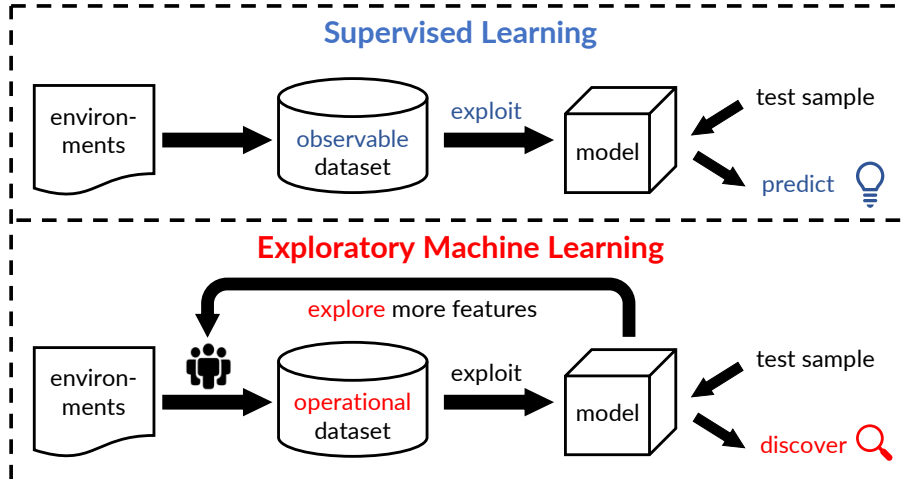 Supervised Learning
environ-
ments
observable
dataset
exploit
model
test sample
predict
Exploratory Machine Learning
explore more features
environ-
ments
operational
dataset
exploit
model
test sample
discover